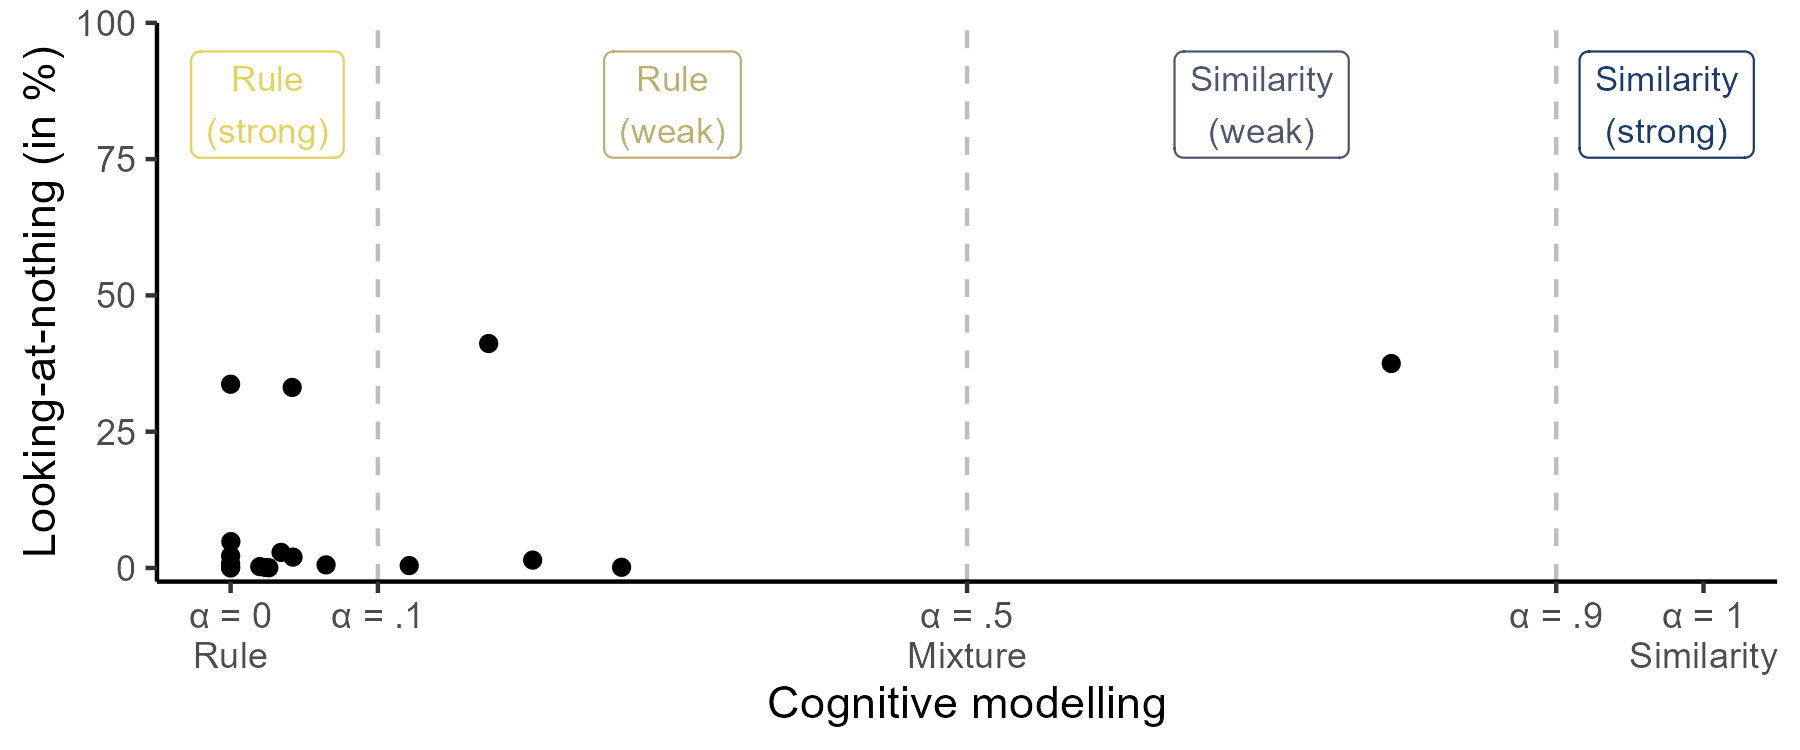 Looking-at-nothing (in %)
100
75
50
25
0
Rule
(strong)
Rule
(weak)
Similarity
(weak)
Similarity
(strong)
α = 0
Rule
α = .1
α = .5
Mixture
α = .9
α = 1
Similarity
Cognitive modelling